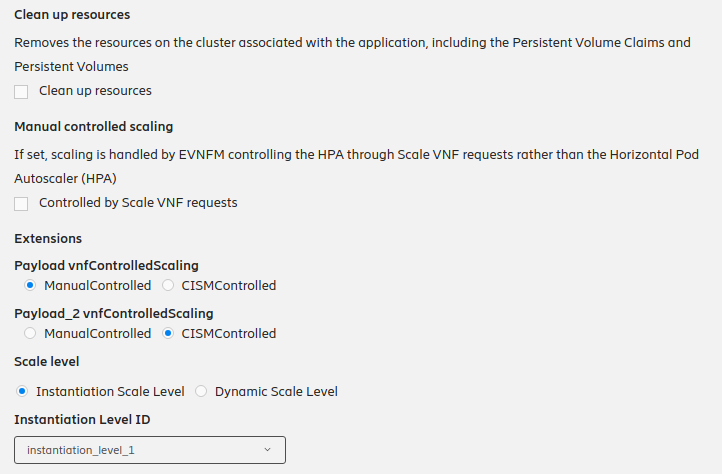 Clean up resources
Removes the resources on the cluster associated with the application, including the Persistent Volume Claims and
Persistent Volumes
Clean up resources
Manual controlled scaling
If set, scaling is handled by EVNFM controlling the HPA through Scale VNF requests rather than the Horizontal Pod
Autoscaler (HPA)
Controlled by Scale VNF requests
Extensions
Payload vnfControlledScaling
ManualControlled CISMControlled
Payload_2 vnfControlledScaling
ManualControlled CISMControlled
Scale level
Instantiation Scale Level Dynamic Scale Level
Instantiation Level ID
instantiation_level_1